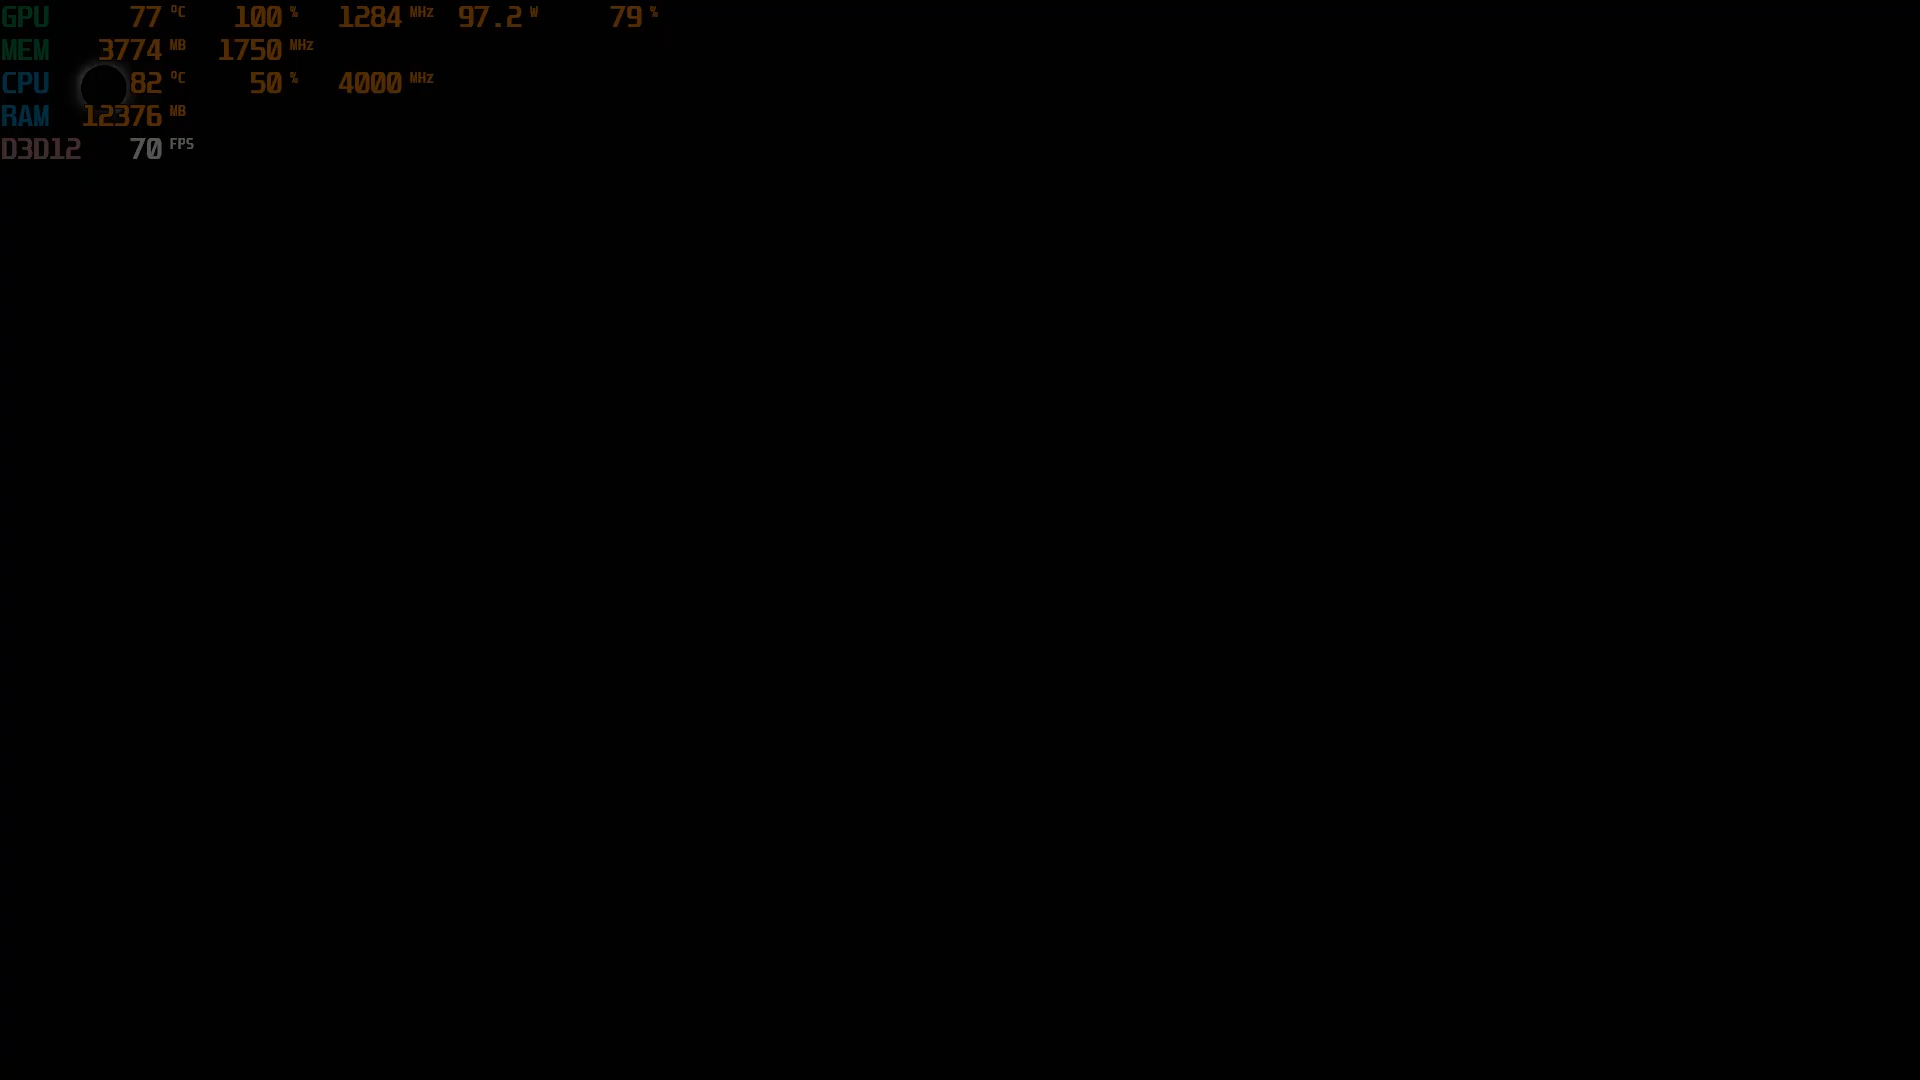 GPU 77 °C 100 % 1284 MHz 97.2 W 79 %
MEM 3774 MB 1750 MHz
CPU 82 °C 50 % 4000 MHz
RAM 12376 MB
D3D12 70 FPS